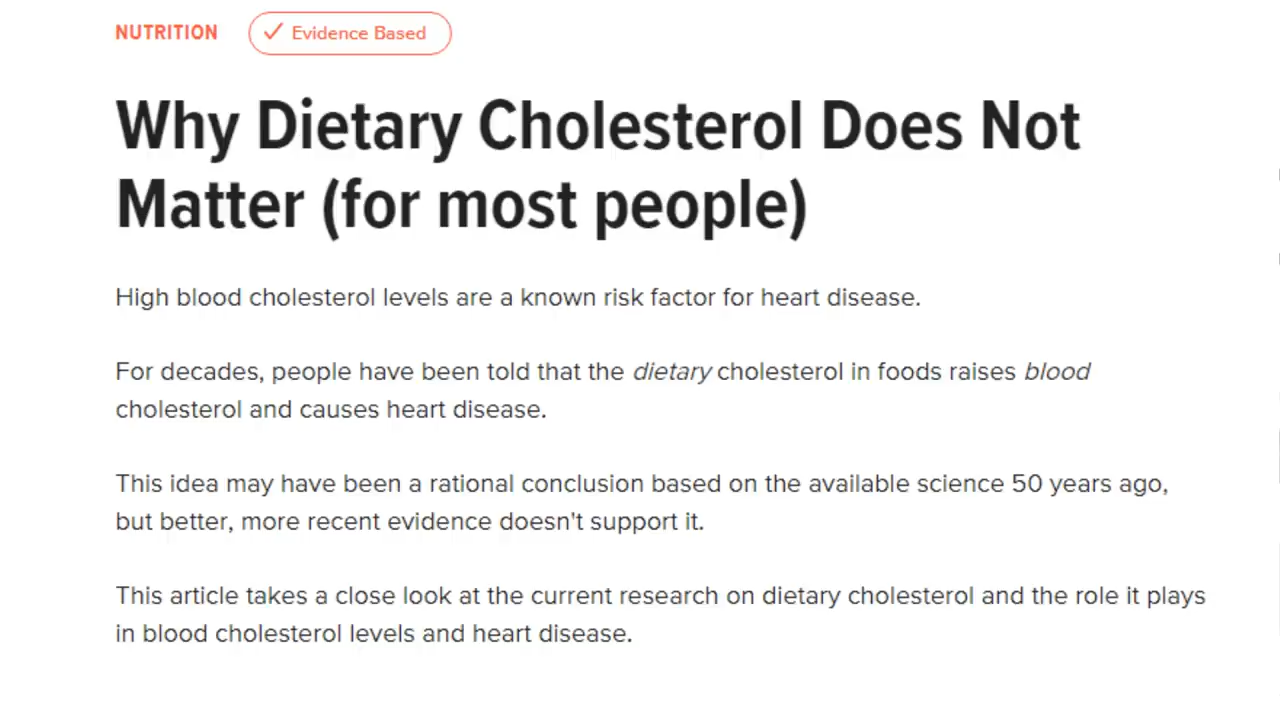 NUTRITION Evidence Based
Why Dietary Cholesterol Does Not
Matter (for most people)
High blood cholesterol levels are a known risk factor for heart disease.
For decades, people have been told that the dietary cholesterol in foods raises blood
cholesterol and causes heart disease.
This idea may have been a rational conclusion based on the available science 50 years ago,
but better, more recent evidence doesn't support it.
This article takes a close look at the current research on dietary cholesterol and the role it plays
in blood cholesterol levels and heart disease.